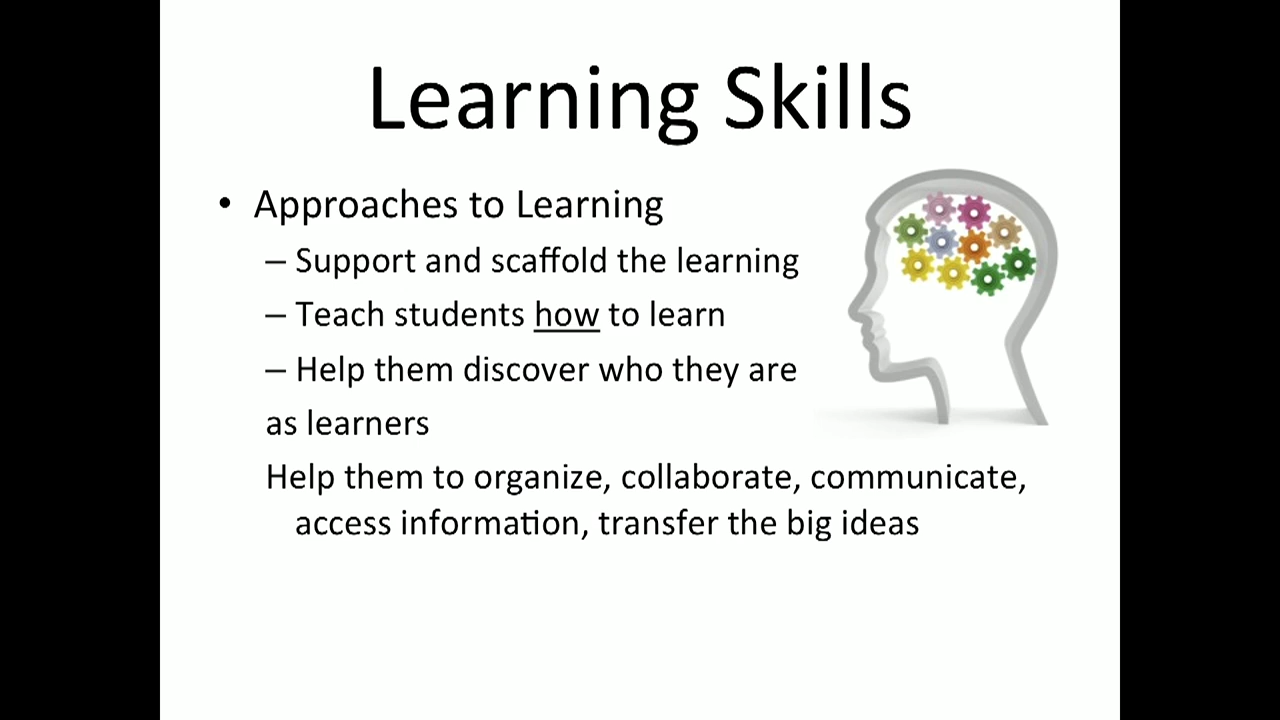 Learning Skills
• Approaches to Learning
– Support and scaffold the learning
– Teach students how to learn
– Help them discover who they are
as learners
Help them to organize, collaborate, communicate,
access information, transfer the big ideas